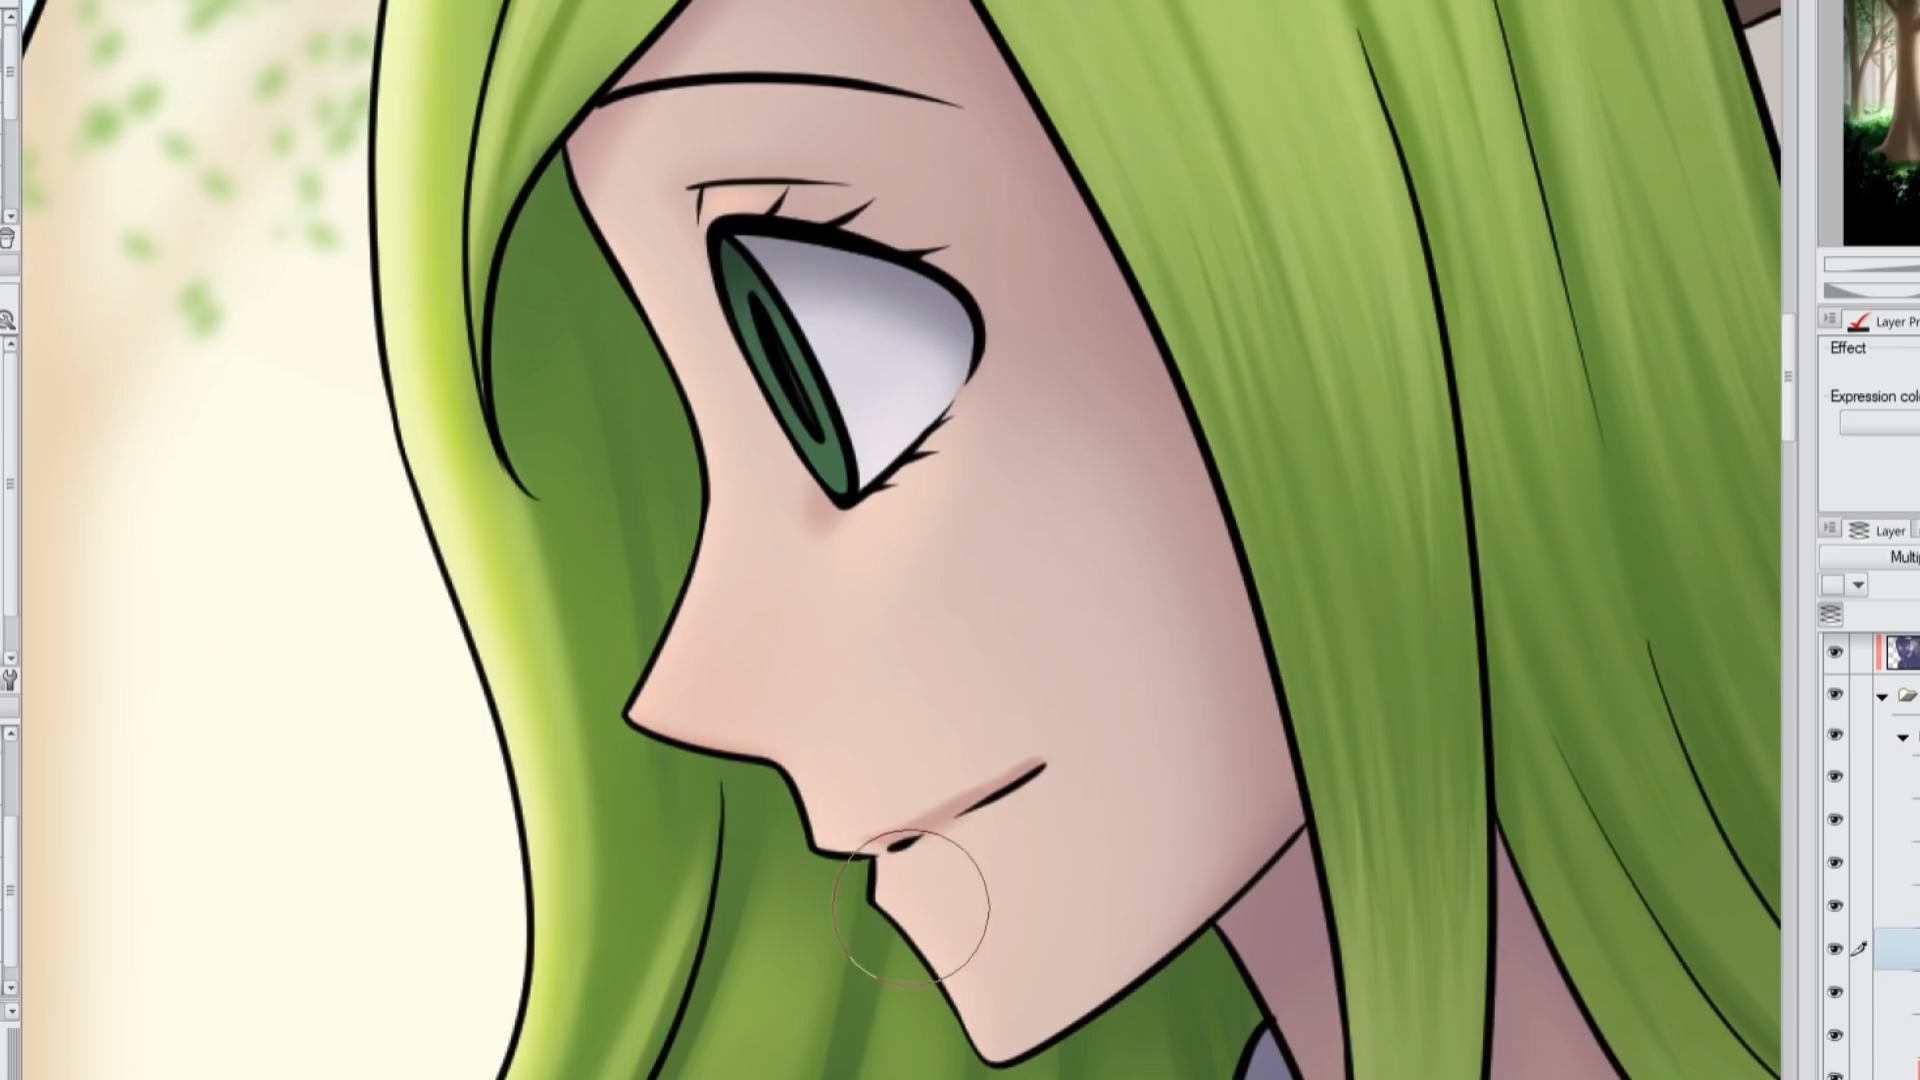 Layer Pr
Effect
Expression col
Layer
Multi